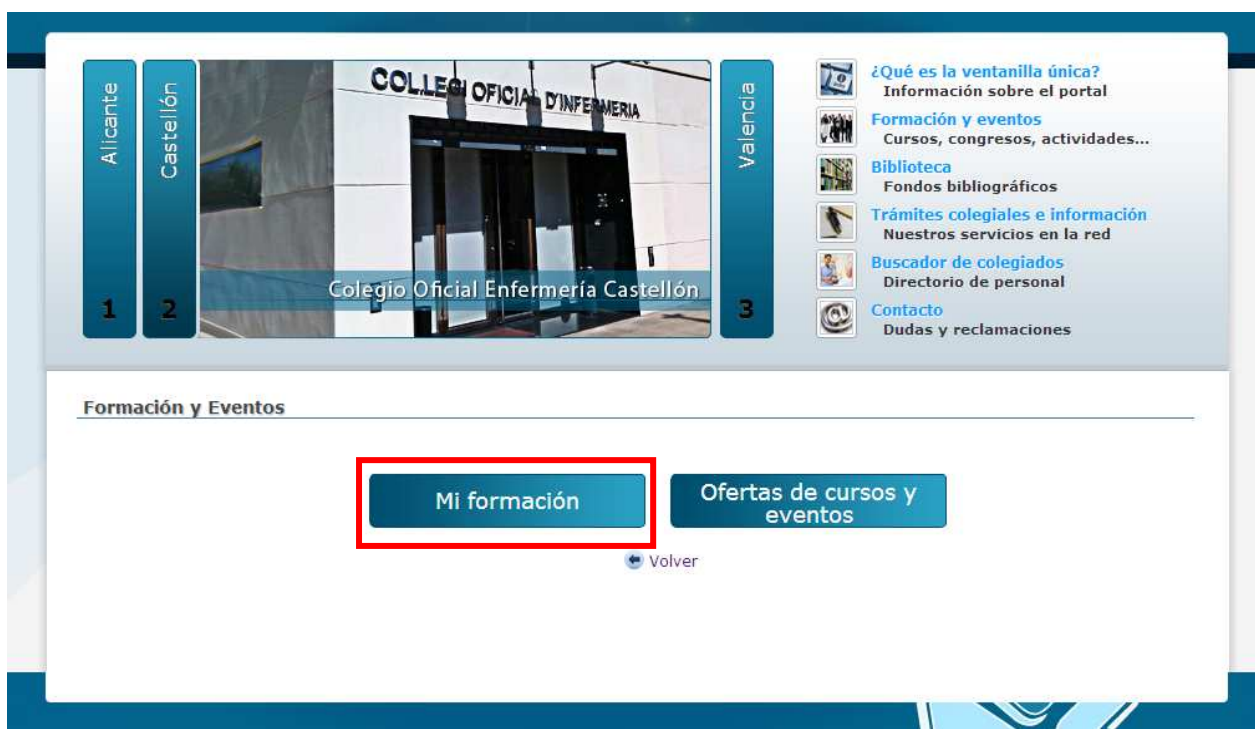 Alicante
1
Castellón
2
COL.LEGI OFICIAL D'INFERMERIA
Colegio Oficial Enfermería Castellón
Valencia
3
¿Qué es la ventanilla única?
Información sobre el portal
Formación y eventos
Cursos, congresos, actividades...
Biblioteca
Fondos bibliográficos
Trámites colegiales e información
Nuestros servicios en la red
Buscador de colegiados
Directorio de personal
Contacto
Dudas y reclamaciones
Formación y Eventos
Mi formación
Ofertas de cursos y
eventos
Volver